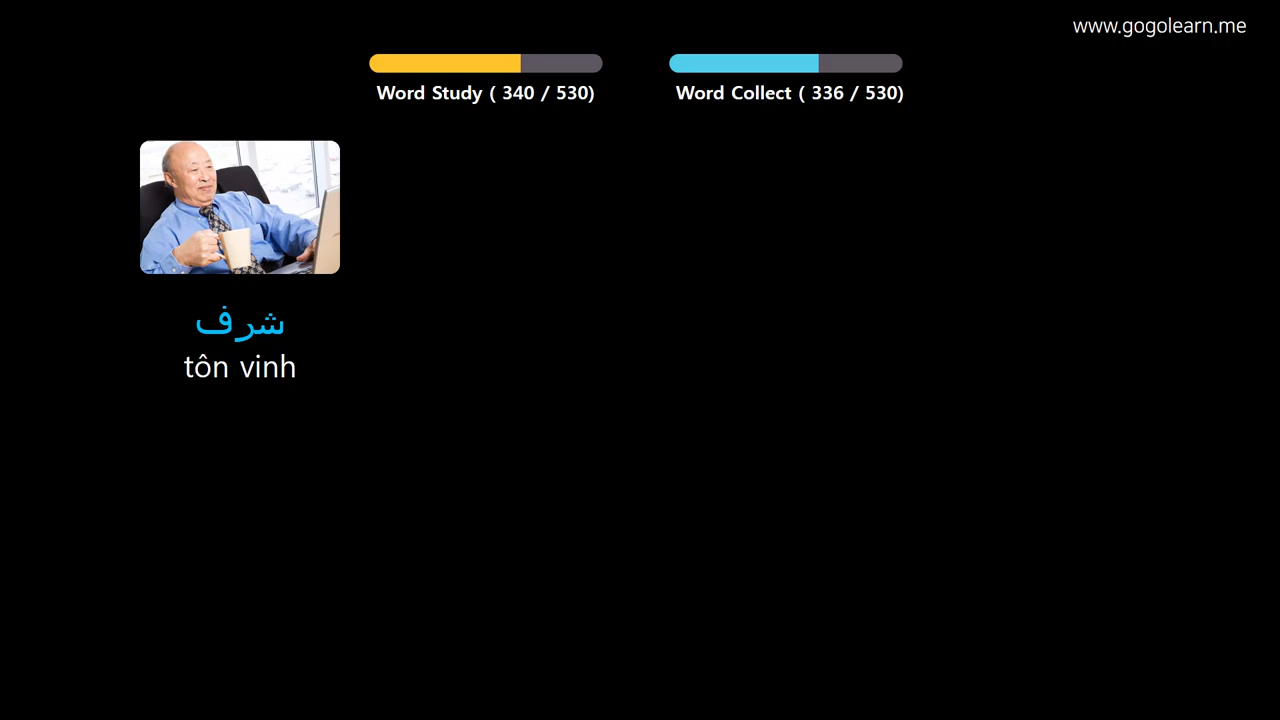 www.gogolearn.me
Word Study ( 340 / 530)
Word Collect ( 336 / 530)
شرف
tôn vinh